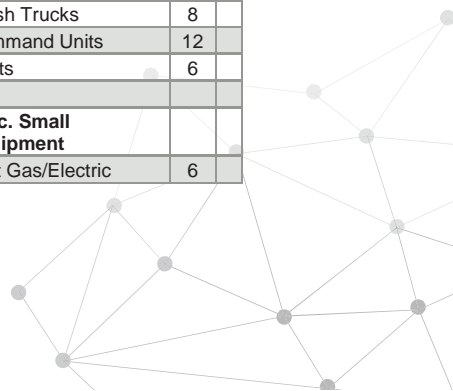 sh Trucks 8
mmand Units 12
ts 6
c. Small
ipment
t Gas/Electric 6